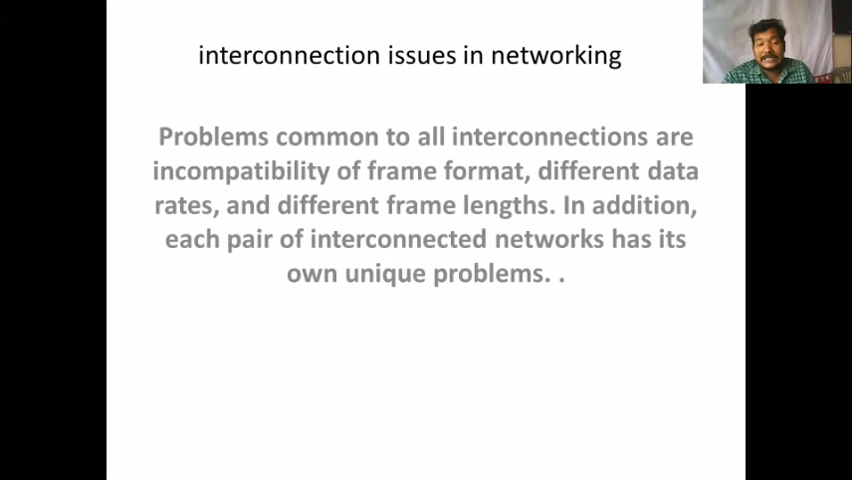 interconnection issues in networking
Problems common to all interconnections are
incompatibility of frame format, different data
rates, and different frame lengths. In addition,
each pair of interconnected networks has its
own unique problems. .